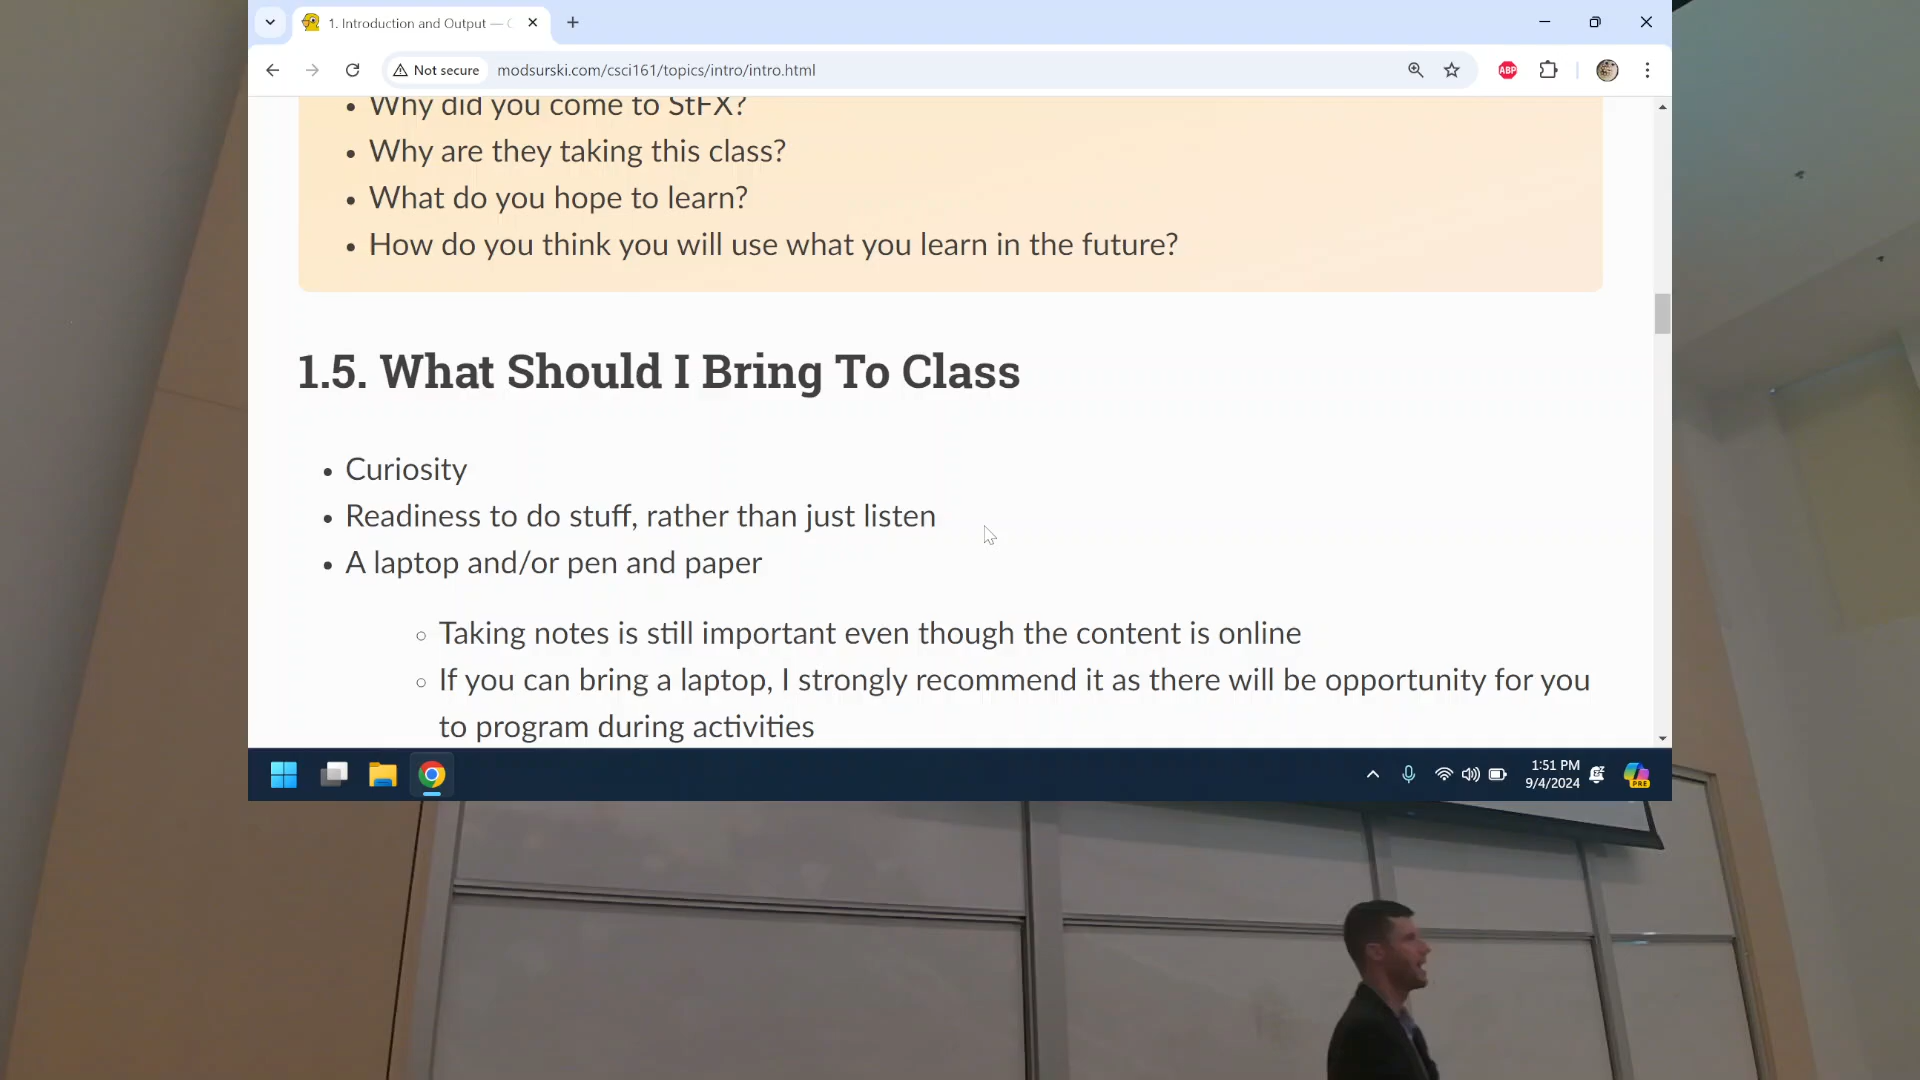 1. Introduction and Output —
Not secure
modsurski.com/csci161/topics/intro/intro.html
ABP
• Why did you come to StFX?
• Why are they taking this class?
• What do you hope to learn?
• How do you think you will use what you learn in the future?
1.5. What Should I Bring To Class
• Curiosity
• Readiness to do stuff, rather than just listen
• A laptop and/or pen and paper
◦ Taking notes is still important even though the content is online
◦ If you can bring a laptop, I strongly recommend it as there will be opportunity for you
to program during activities
1:51 PM
9/4/2024
PRE